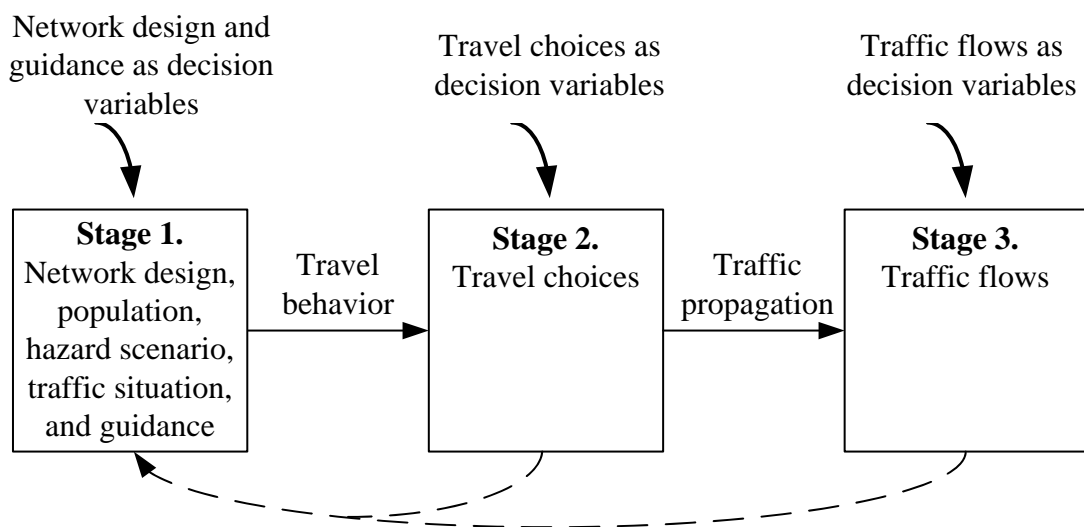 Network design and
guidance as decision
variables
Travel choices as
decision variables
Traffic flows as
decision variables
Stage 1.
Network design,
population,
hazard scenario,
traffic situation,
and guidance
Travel
behavior
Stage 2.
Travel choices
Traffic
propagation
Stage 3.
Traffic flows